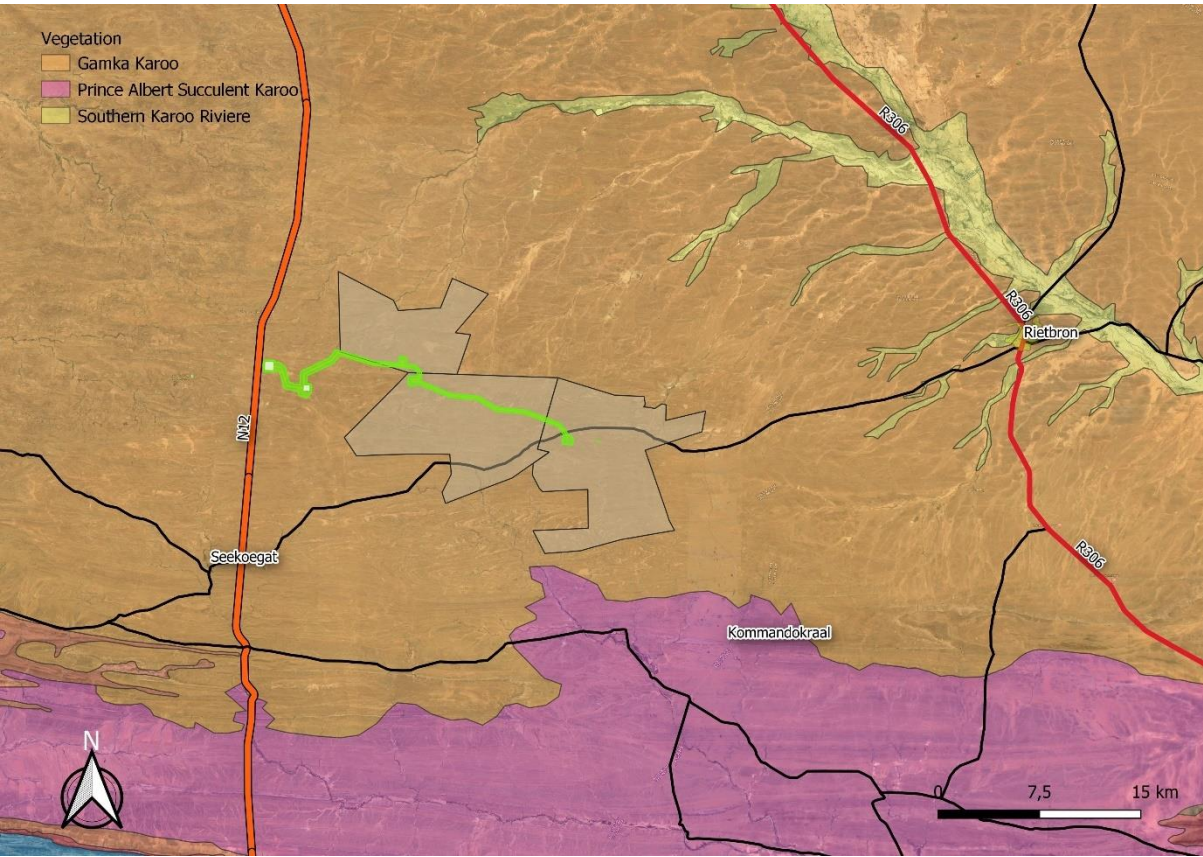 Vegetation
Gamka Karoo
Prince Albert Succulent Karoo
Southern Karoo Riviere
R306
R306
Rietbron
N12
Seekoegat
R306
Kommandokraal
N
0 7,5 15 km